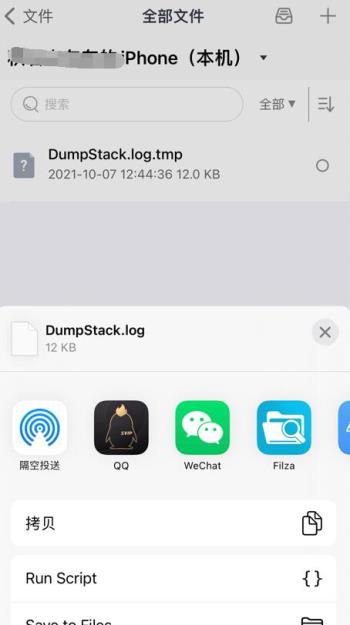 文件
全部文件
iPhone（本机）
搜索
全部
DumpStack.log.tmp
2021-10-07 12:44:36 12.0 KB
DumpStack.log
12 KB
SVIP
隔空投送
QQ
WeChat
Filza
拷贝
Run Script
Save to Files